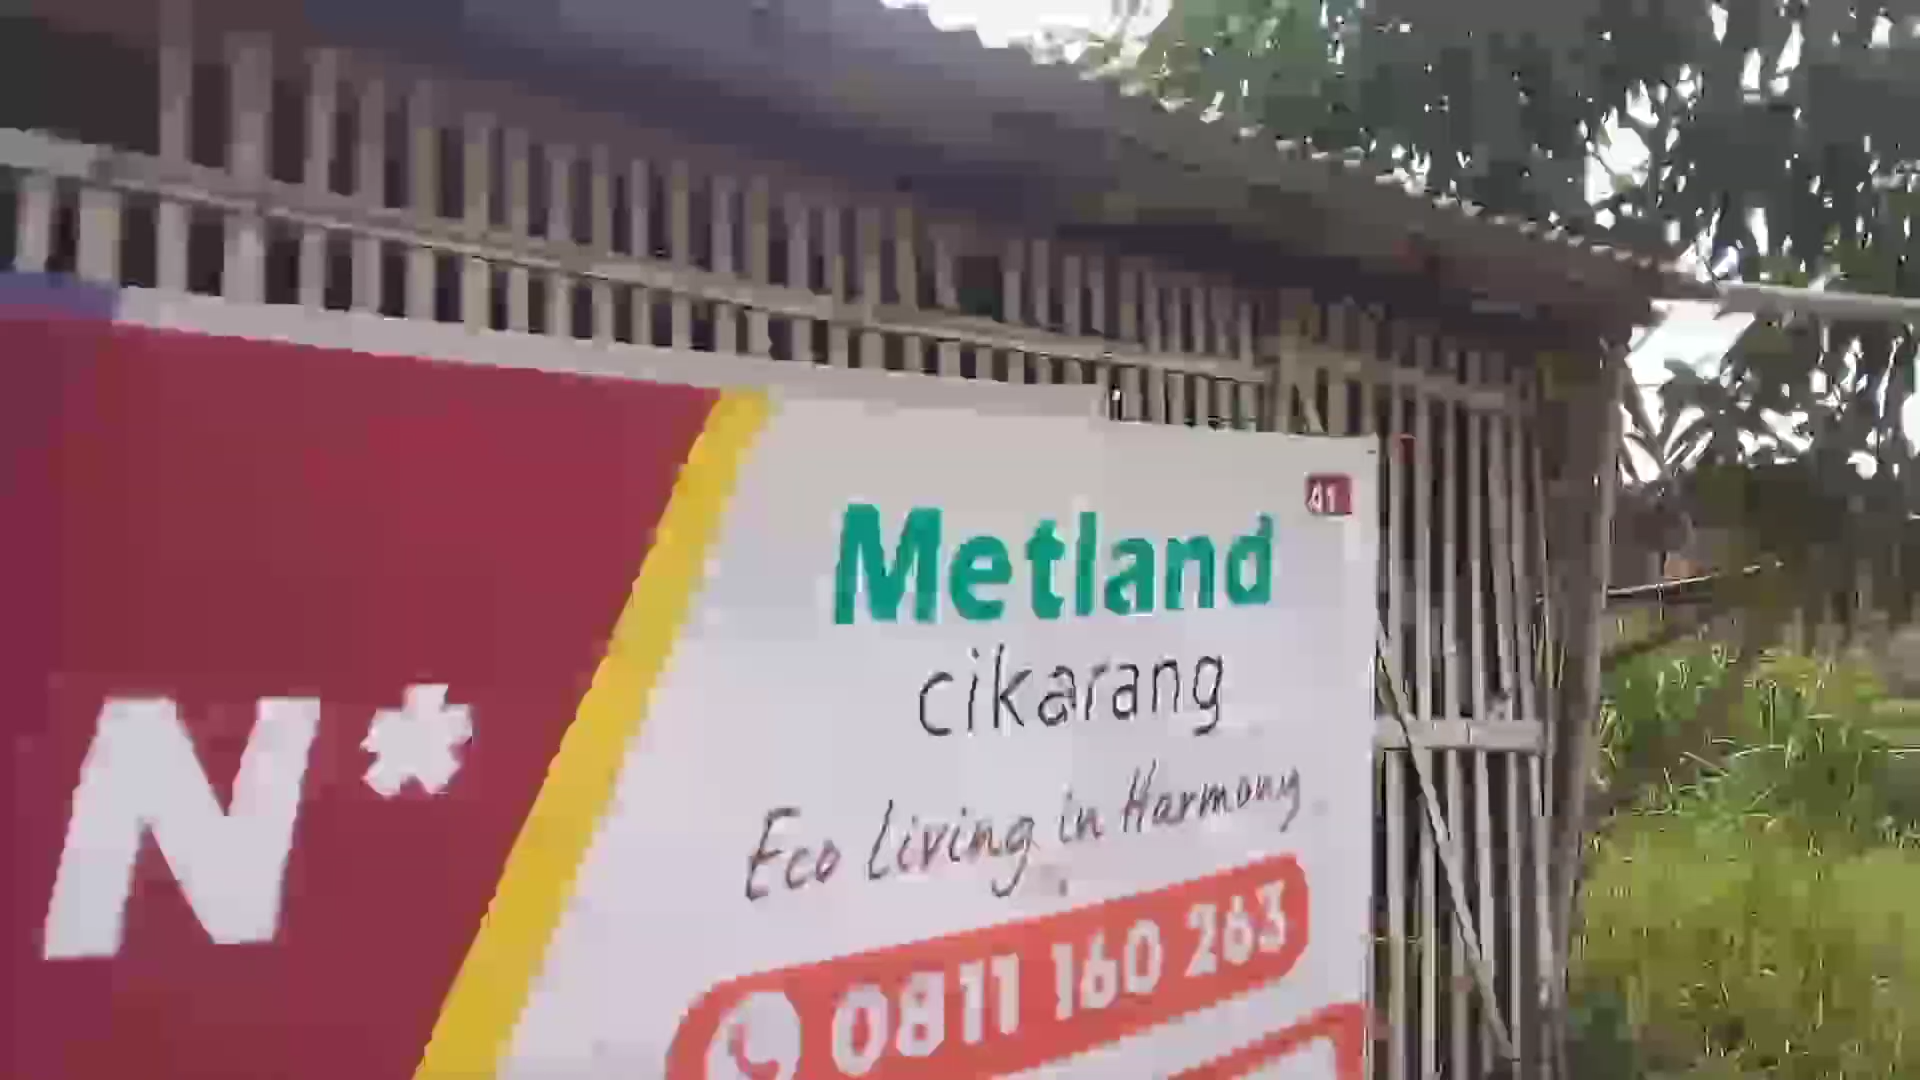 41
Metland
cikarang
N*
Eco Living in Harmony
0811 160 263